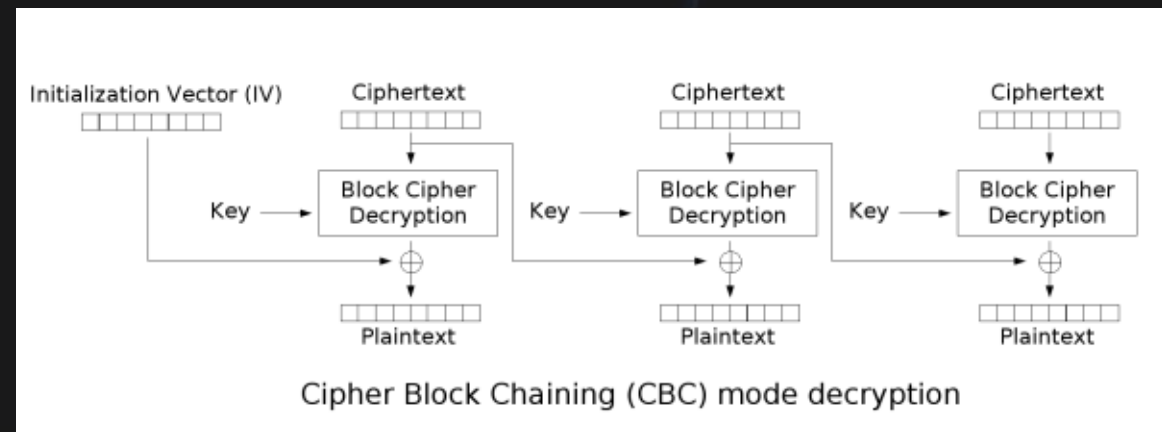 Initialization Vector (IV)
Ciphertext
Ciphertext
Ciphertext
Key
Block Cipher
Decryption
Key
Block Cipher
Decryption
Key
Block Cipher
Decryption
Plaintext
Plaintext
Plaintext
Cipher Block Chaining (CBC) mode decryption